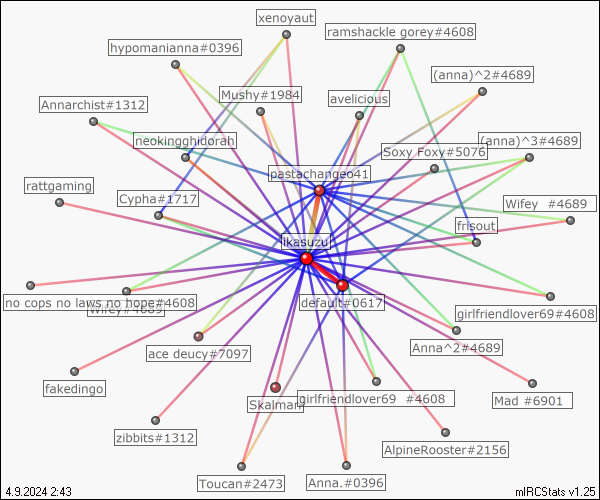 xenoyaut
ramshackle gorey#4608
hypomanianna#0396
(anna)^2#4689
Mushy#1984
avelicious
Annarchist#1312
neokingghidorah
(anna)^3#4689
Soxy Foxy#5076
pastachangeo41
rattgaming
Cypha#1717
Wifey #4689
frisout
ikasuzu
no cops no laws no hope#4608
Wifey#4689
default#0617
girlfriendlover69#4608
ace deucy#7097
Anna^2#4689
fakedingo
Skalman
girlfriendlover69 #4608
Mad #6901
zibbits#1312
AlpineRooster#2156
Toucan#2473
Anna.#0396
4.9.2024 2:43
mIRCStats v1.25